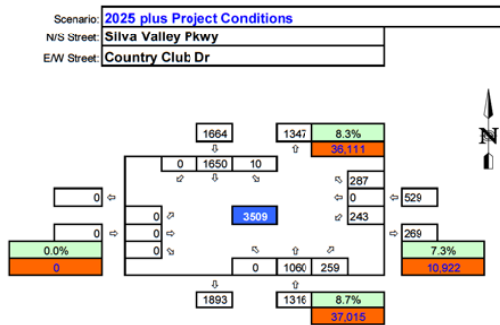 Scenario: 2025 plus Project Conditions
N/S Street: Silva Valley Pkwy
E/W Street: Country Club Dr
N
1664 1347 8.3%
36,111
0 1650 10
287
0 0 0 529
0 0 3509 243 269
0.0% 0 7.3%
0 0 1060 259 10,922
1893 1316 8.7%
37,015